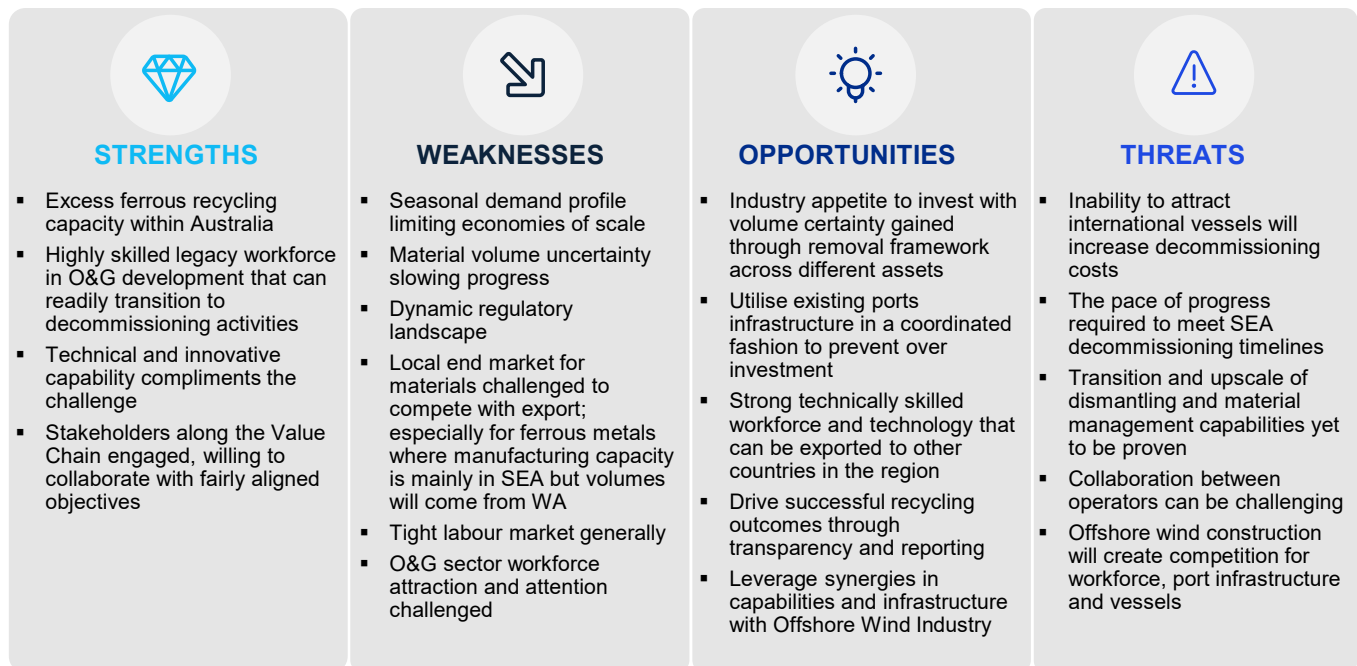 STRENGTHS
▪ Excess ferrous recycling
capacity within Australia
▪ Highly skilled legacy workforce
in O&G development that can
readily transition to
decommissioning activities
▪ Technical and innovative
capability compliments the
challenge
▪ Stakeholders along the Value
Chain engaged, willing to
collaborate with fairly aligned
objectives
WEAKNESSES
▪ Seasonal demand profile
limiting economies of scale
▪ Material volume uncertainty
slowing progress
▪ Dynamic regulatory
landscape
▪ Local end market for
materials challenged to
compete with export;
especially for ferrous metals
where manufacturing capacity
is mainly in SEA but volumes
will come from WA
▪ Tight labour market generally
▪ O&G sector workforce
attraction and attention
challenged
OPPORTUNITIES
▪ Industry appetite to invest with
volume certainty gained
through removal framework
across different assets
▪ Utilise existing ports
infrastructure in a coordinated
fashion to prevent over
investment
▪ Strong technically skilled
workforce and technology that
can be exported to other
countries in the region
▪ Drive successful recycling
outcomes through
transparency and reporting
▪ Leverage synergies in
capabilities and infrastructure
with Offshore Wind Industry
THREATS
▪ Inability to attract
international vessels will
increase decommissioning
costs
▪ The pace of progress
required to meet SEA
decommissioning timelines
▪ Transition and upscale of
dismantling and material
management capabilities yet
to be proven
▪ Collaboration between
operators can be challenging
▪ Offshore wind construction
will create competition for
workforce, port infrastructure
and vessels